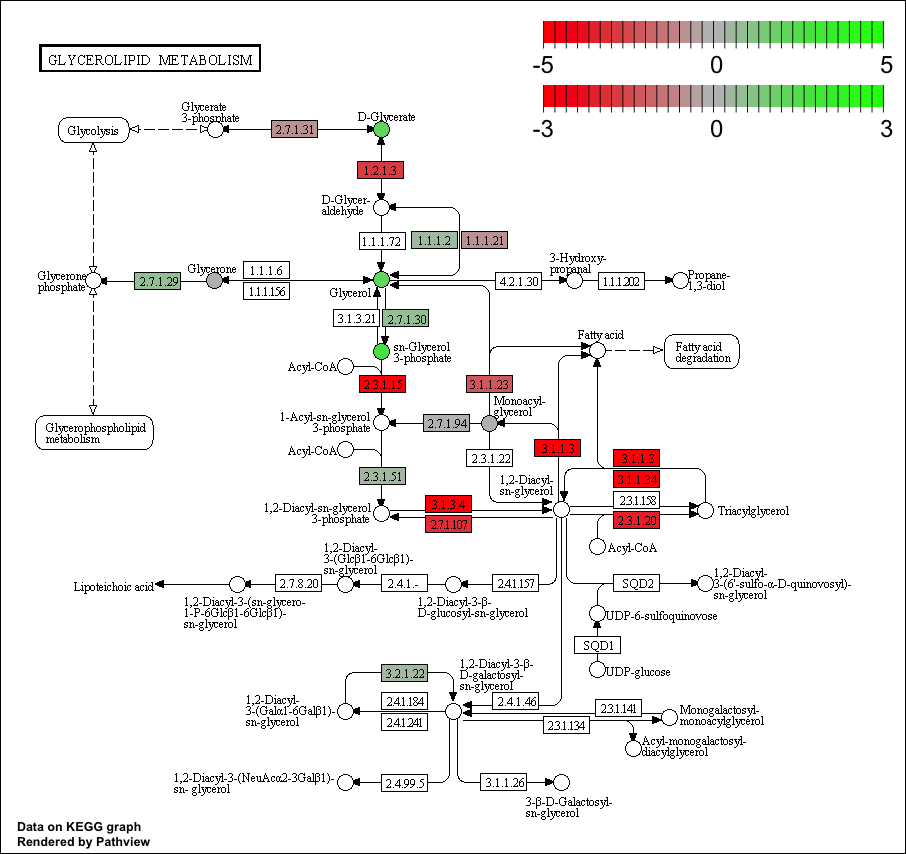 -5 0 5
GLYCEROLIPID METABOLISM
-3 0 3
Glycerate
3-phosphate
D-Glycerate
Glycolysis
2.7.1.31
1.2.1.3
D-Glycer-
aldehyde
1.1.1.72
1.1.1.2
1.1.1.21
3-Hydroxy-
propanal
Glycerone
phosphate
2.7.1.29
Glycerone
1.1.1.6
1.1.1.156
Glycerol
4.2.1.30
1.1.1.202
Propane-
1,3-diol
3.1.3.21
2.7.1.30
sn-Glycerol
3-phosphate
Fatty acid
Fatty acid
degradation
Acyl-CoA
2.3.1.15
3.1.1.23
Monoacyl-
glycerol
1-Acyl-sn-glycerol
3-phosphate
2.7.1.94
Glycerophospholipid
metabolism
Acyl-CoA
2.3.1.22
3.1.1.3
3.1.1.3
2.3.1.51
1,2-Diacyl-
sn-glycerol
3.1.1.34
2.3.1.158
1,2-Diacyl-sn-glycerol
3-phosphate
3.1.3.4
2.7.1.107
2.3.1.20
Triacylglycerol
Acyl-CoA
1,2-Diacyl-
3-(Glcβ1-6Glcβ1)-
sn-glycerol
Lipoteichoic acid
2.7.8.20
2.4.1.-
2.4.1.157
SQD2
1,2-Diacyl-
3-(6'-sulfo-α-D-quinovosyl)-
sn-glycerol
1,2-Diacyl-3-(sn-glycero-
1-P-6Glcβ1-6Glcβ1)-
sn-glycerol
1,2-Diacyl-3-β-
D-glucosyl-sn-glycerol
UDP-6-sulfoquinovose
SQD1
UDP-glucose
3.2.1.22
1,2-Diacyl-3-β-
D-galactosyl-
sn-glycerol
1,2-Diacyl-
3-(Galα1-6Galβ1)-
sn-glycerol
2.4.1.184
2.4.1.241
2.4.1.46
2.3.1.141
2.3.1.134
Monogalactosyl-
monoacylglycerol
Acyl-monogalactosyl-
diacylglycerol
1,2-Diacyl-3-(NeuAcα2-3Galβ1)-
sn- glycerol
2.4.99.5
3.1.1.26
3-β-D-Galactosyl-
sn-glycerol
Data on KEGG graph
Rendered by Pathview